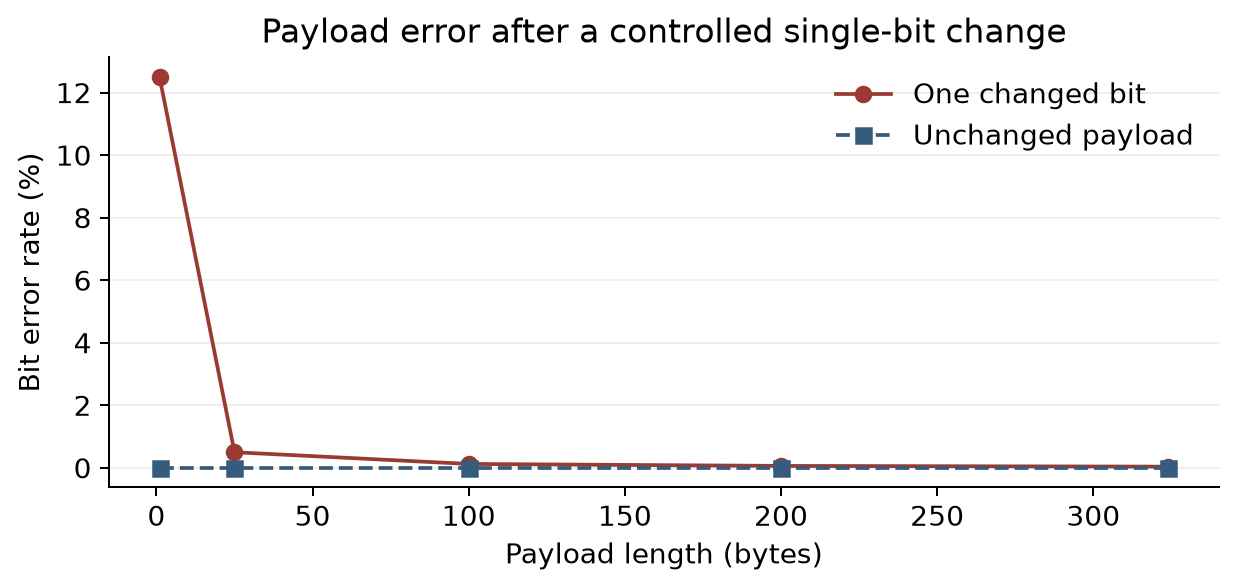 Payload error after a controlled single-bit change
One changed bit
Unchanged payload
Bit error rate (%)
12
10
8
6
4
2
0
0 50 100 150 200 250 300
Payload length (bytes)